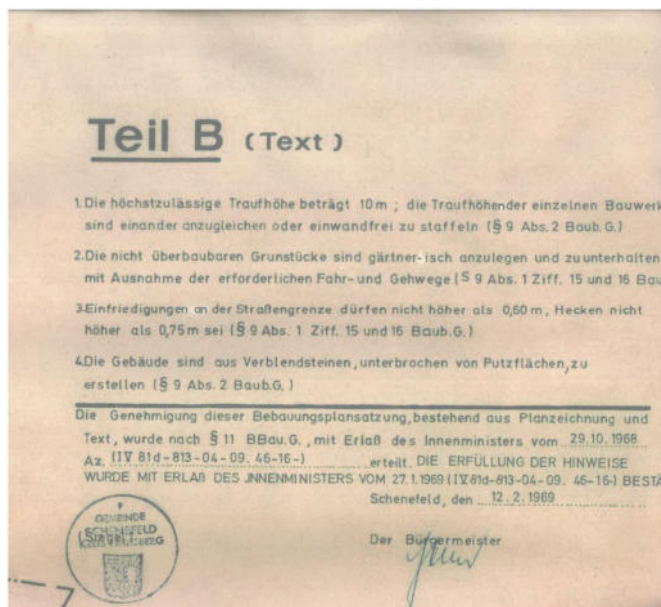 Teil B (Text)
1. Die höchstzulässige Traufhöhe beträgt 10m ; die Traufhöhender einzelnen Bauwerk
sind einander anzugleichen oder einwandfrei zu staffeln (§ 9 Abs. 2 Baub.G.)
2. Die nicht überbaubaren Grunstücke sind gärtner-isch anzulegen und zuunterhalten
mit Ausnahme der erforderlichen Fahr-und Gehwege (S 9 Abs. 1 Ziff. 15 und 16 Bau
3. Einfriedigungen an der Straßengrenze dürfen nicht höher als 0,60m, Hecken nicht
höher als 0,75m sei (§ 9 Abs. 1 Ziff. 15 und 16 Baub.G.)
4. Die Gebäude sind aus Verblendsteinen, unterbrochen von Putzflächen, zu
erstellen (§ 9 Abs. 2 Baub.G.)
Die Genehmigung dieser Bebauungsplansatzung, bestehend aus Planzeichnung und
Text, wurde nach § 11 BBau.G., mit Erlaß des Innenministers vom 29.10.1968
Az. (IV 81d-813-04-09. 46-16-) erteilt. DIE ERFÜLLUNG DER HINWEISE
WURDE MIT ERLAß DES JNNENMINISTERS VOM 27.1.1969 (IV 81d-813-04-09. 46-16-) BESTÄ
Schenefeld, den 12.2.1969
GEMEINDE
SCHENEFELD
(Siegel)
Der Bürgermeister